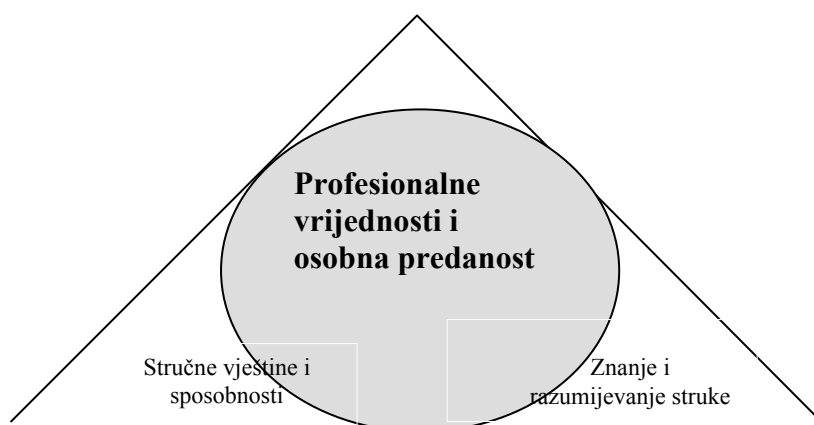 Profesionalne
vrijednosti i
osobna predanost
Stručne vještine i
sposobnosti
Znanje i
razumijevanje struke